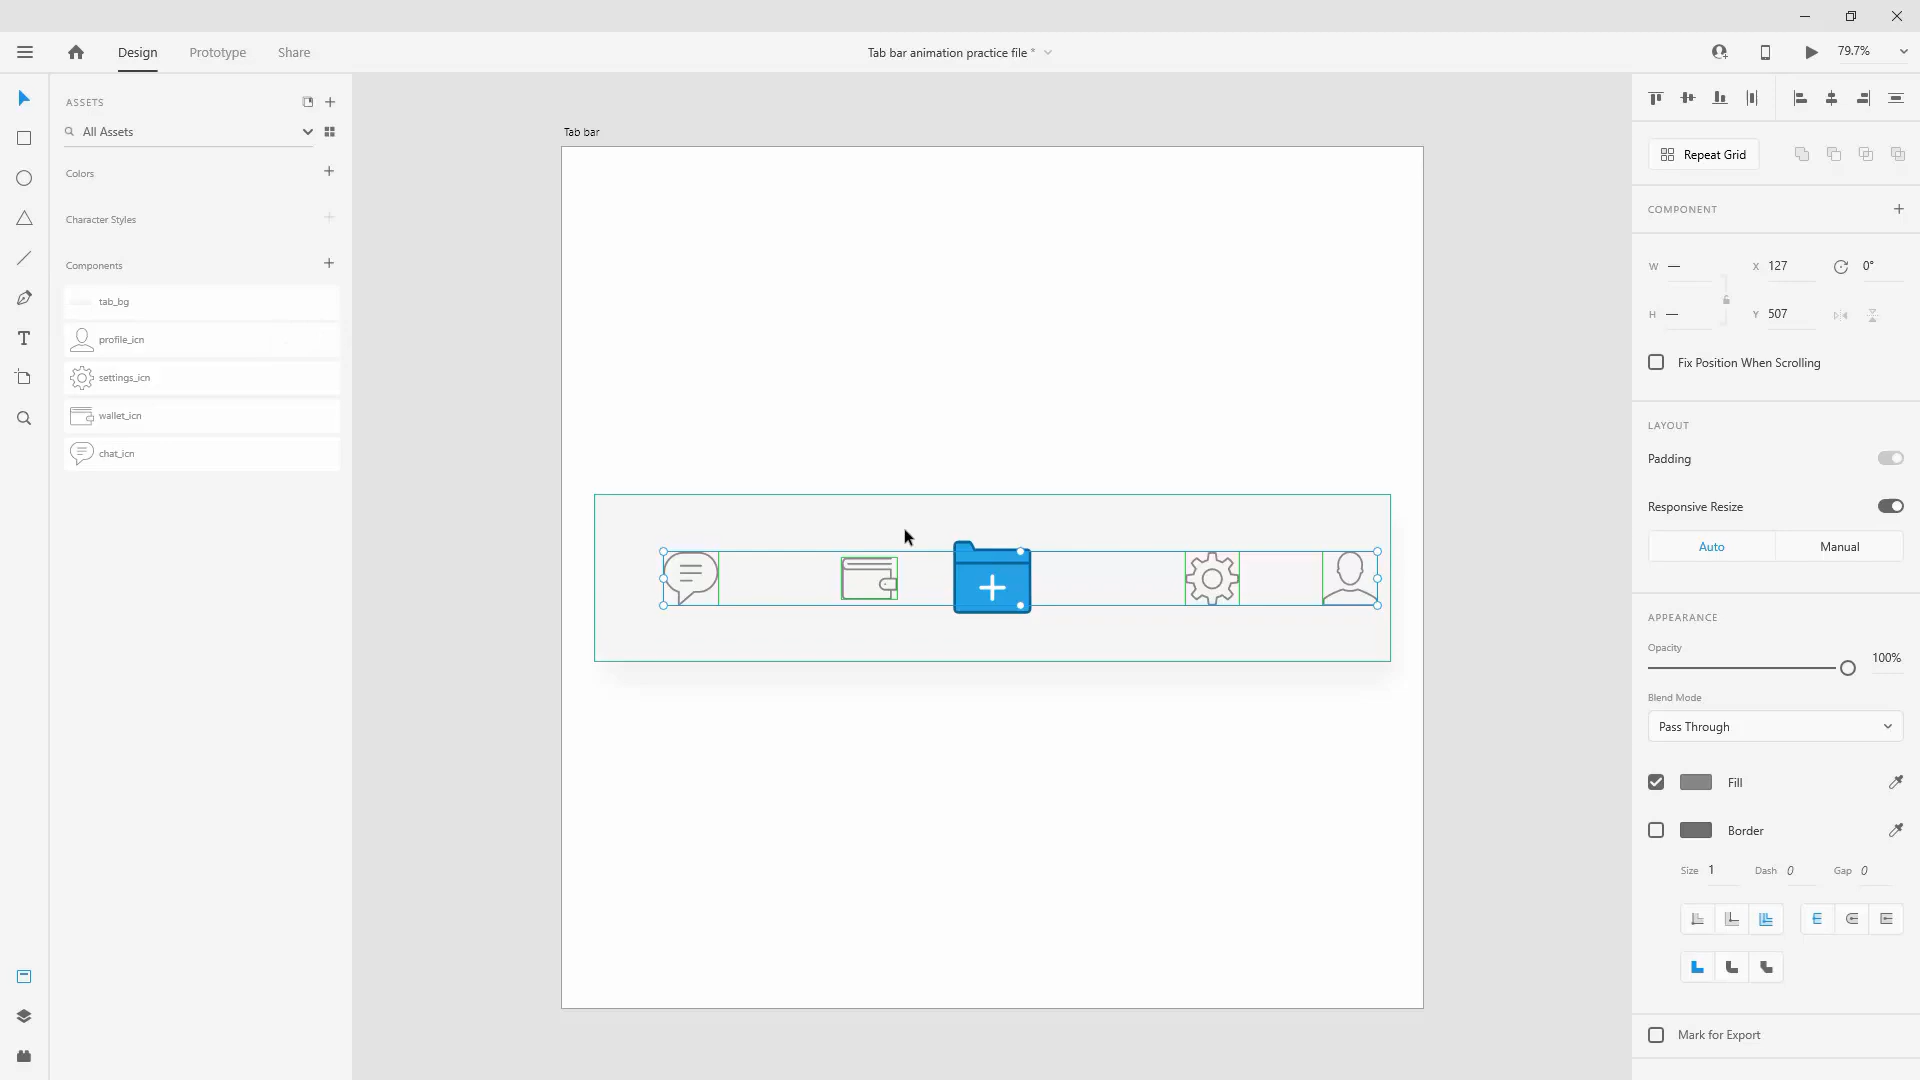 Design
Prototype
Share
Tab bar animation practice file *
79.7%
ASSETS
All Assets
Colors
Character Styles
Components
tab_bg
profile_icn
settings_icn
wallet_icn
chat_icn
Tab bar
Repeat Grid
COMPONENT
W —
X 127
0°
H —
Y 507
Fix Position When Scrolling
LAYOUT
Padding
Responsive Resize
Auto
Manual
APPEARANCE
Opacity
100%
Blend Mode
Pass Through
Fill
Border
Size 1
Dash 0
Gap 0
Mark for Export